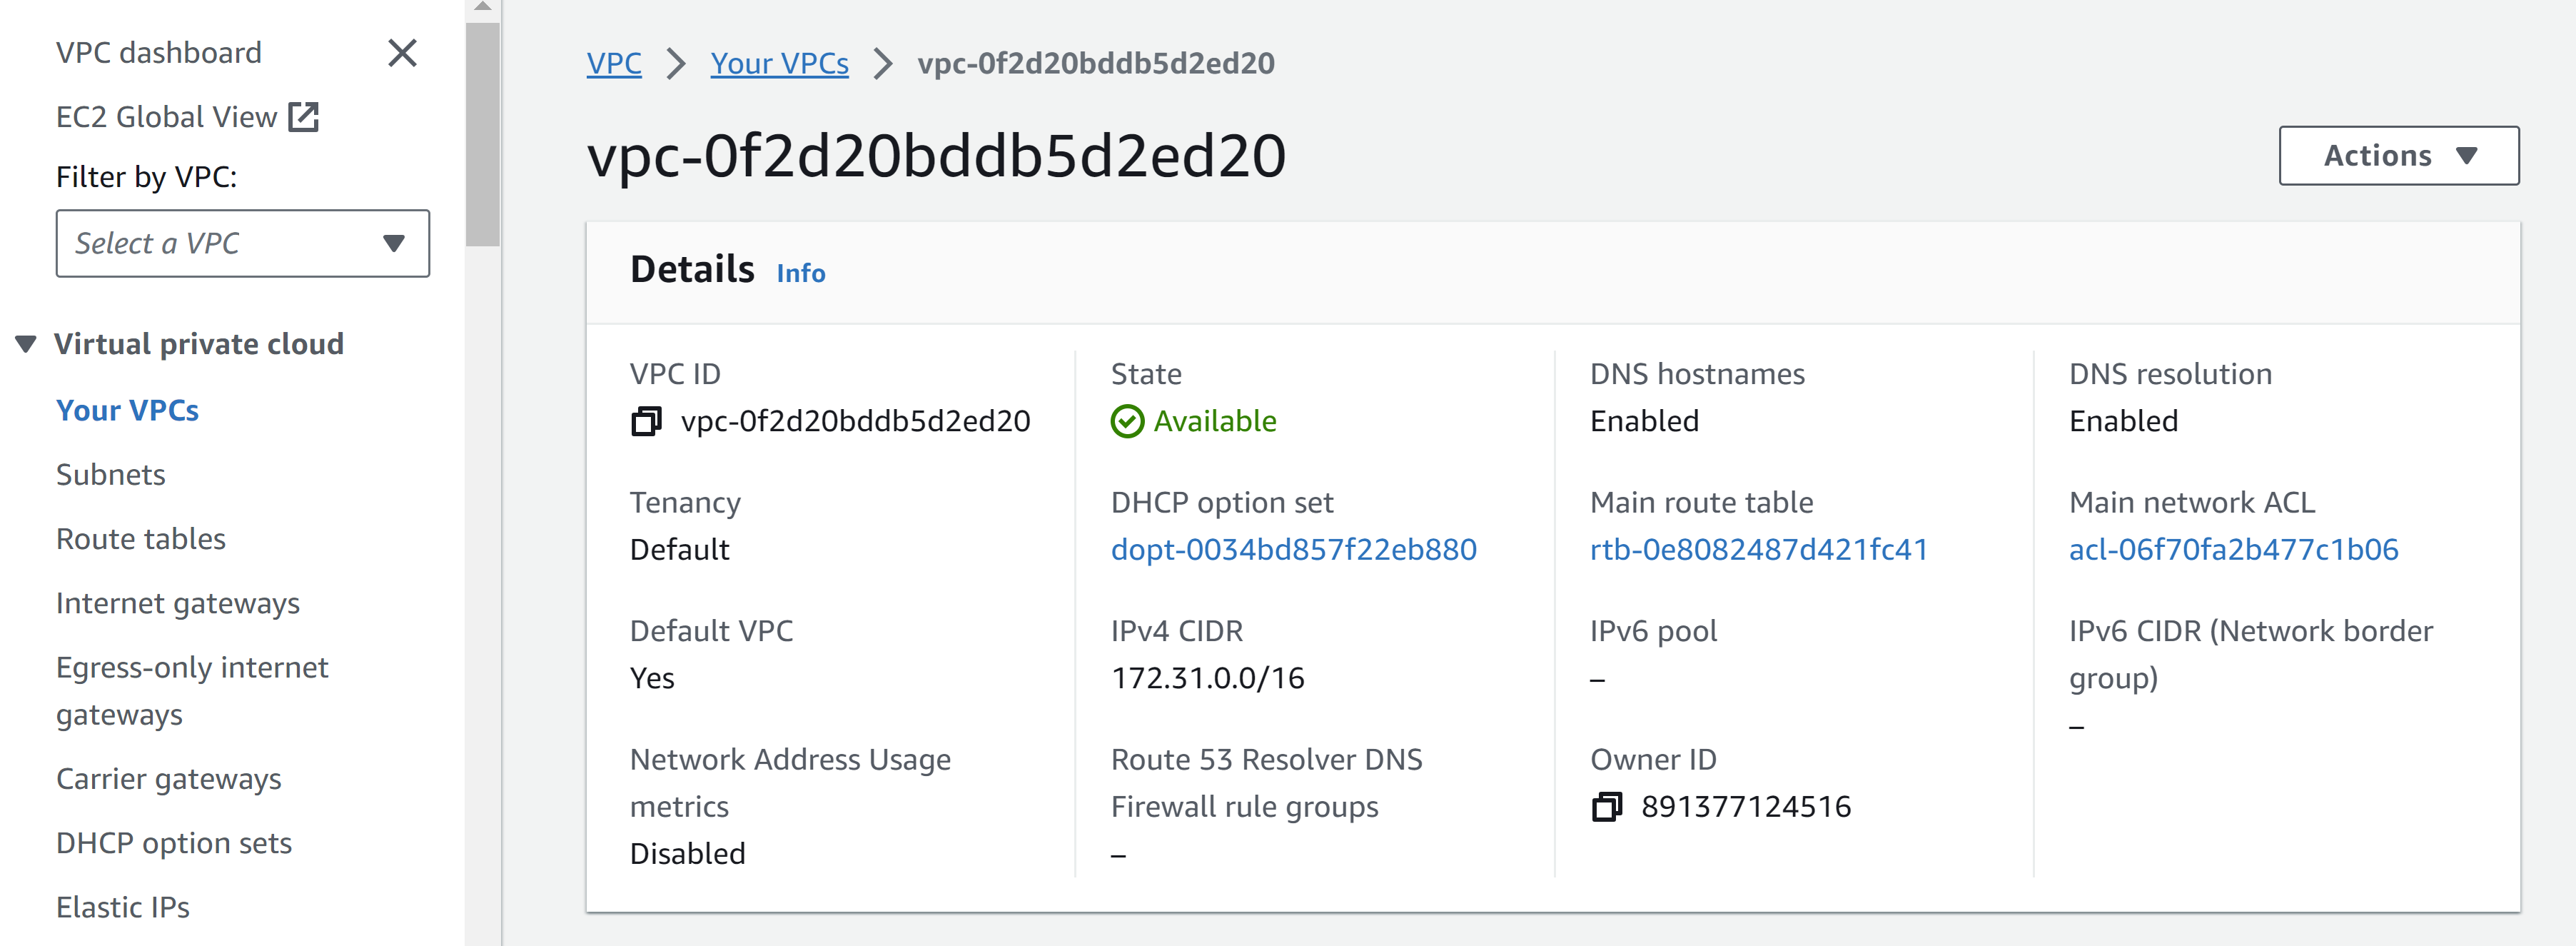 VPC dashboard
EC2 Global View
Filter by VPC:
Select a VPC
Virtual private cloud
Your VPCs
Subnets
Route tables
Internet gateways
Egress-only internet
gateways
Carrier gateways
DHCP option sets
Elastic IPs
VPC > Your VPCs > vpc-0f2d20bddb5d2ed20
vpc-0f2d20bddb5d2ed20
Actions
Details Info
VPC ID
vpc-0f2d20bddb5d2ed20
State
Available
DNS hostnames
Enabled
DNS resolution
Enabled
Tenancy
Default
DHCP option set
dopt-0034bd857f22eb880
Main route table
rtb-0e8082487d421fc41
Main network ACL
acl-06f70fa2b477c1b06
Default VPC
Yes
IPv4 CIDR
172.31.0.0/16
IPv6 pool
–
IPv6 CIDR (Network border
group)
–
Network Address Usage
metrics
Disabled
Route 53 Resolver DNS
Firewall rule groups
–
Owner ID
891377124516